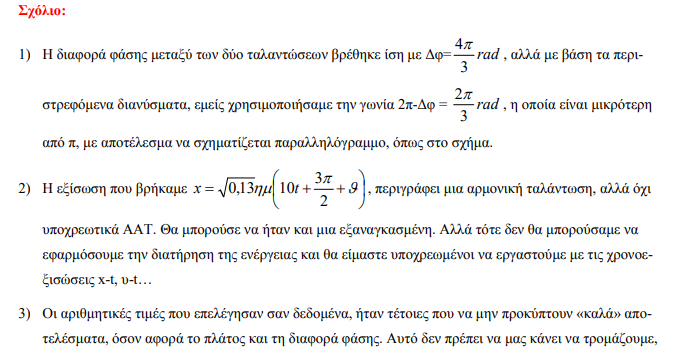 Σχόλιο:
1) Η διαφορά φάσης μεταξύ των δύο ταλαντώσεων βρέθηκε ίση με Δφ=4π/3 rad , αλλά με βάση τα περι-
στρεφόμενα διανύσματα, εμείς χρησιμοποιήσαμε την γωνία 2π-Δφ = 2π/3 rad , η οποία είναι μικρότερη
από π, με αποτέλεσμα να σχηματίζεται παραλληλόγραμμο, όπως στο σχήμα.
2) Η εξίσωση που βρήκαμε x = √0,13ημ(10t + 3π/2 + ϑ) , περιγράφει μια αρμονική ταλάντωση, αλλά όχι
υποχρεωτικά ΑΑΤ. Θα μπορούσε να ήταν και μια εξαναγκασμένη. Αλλά τότε δεν θα μπορούσαμε να
εφαρμόσουμε την διατήρηση της ενέργειας και θα είμαστε υποχρεωμένοι να εργαστούμε με τις χρονοε-
ξισώσεις x-t, υ-t…
3) Οι αριθμητικές τιμές που επελέγησαν σαν δεδομένα, ήταν τέτοιες που να μην προκύπτουν «καλά» απο-
τελέσματα, όσον αφορά το πλάτος και τη διαφορά φάσης. Αυτό δεν πρέπει να μας κάνει να τρομάζουμε,